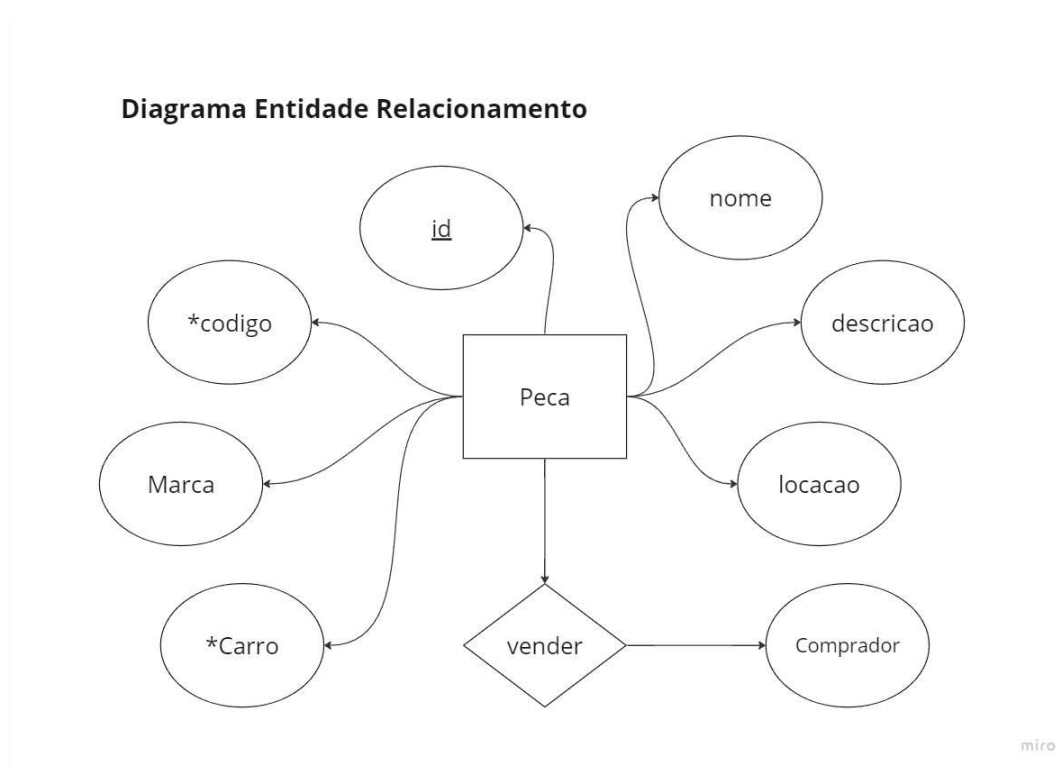 Diagrama Entidade Relacionamento
nome
id
*codigo
descricao
Peca
Marca
locacao
*Carro
vender
Comprador
miro